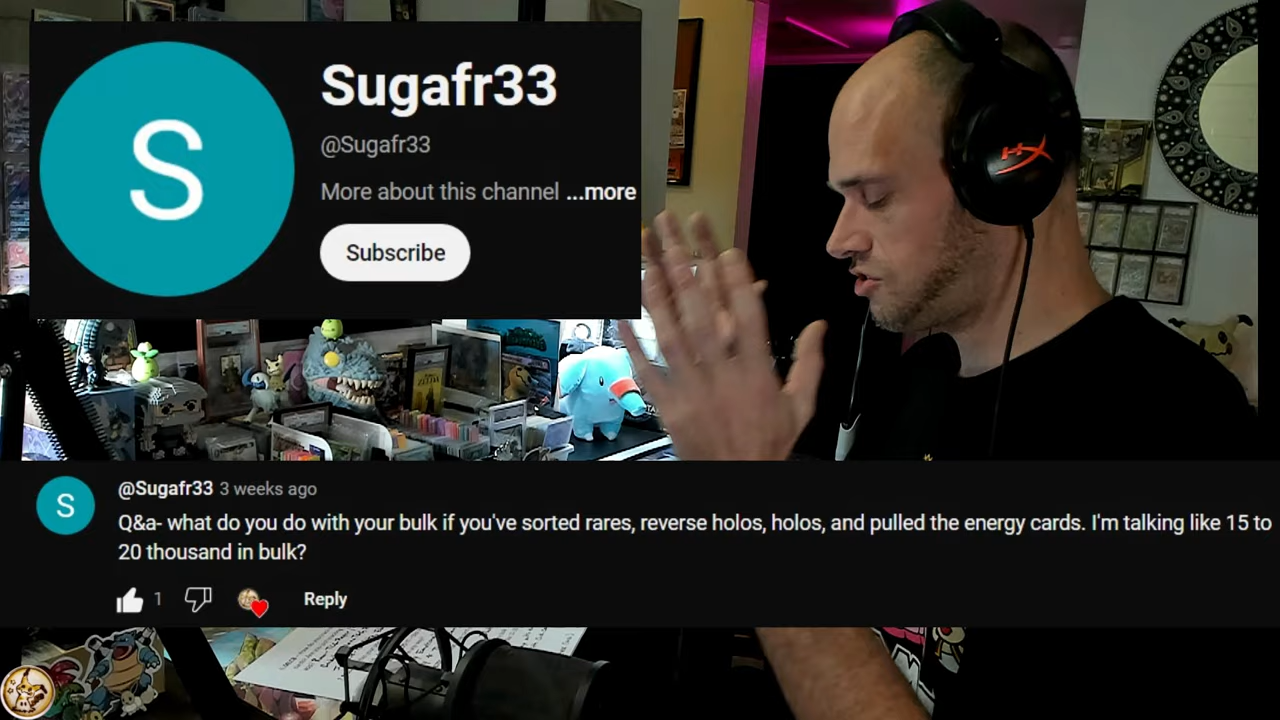 S
Sugafr33
@Sugafr33
More about this channel ...more
Subscribe
HX
S
@Sugafr33 3 weeks ago
Q&a- what do you do with your bulk if you've sorted rares, reverse holos, holos, and pulled the energy cards. I'm talking like 15 to
20 thousand in bulk?
1
Reply